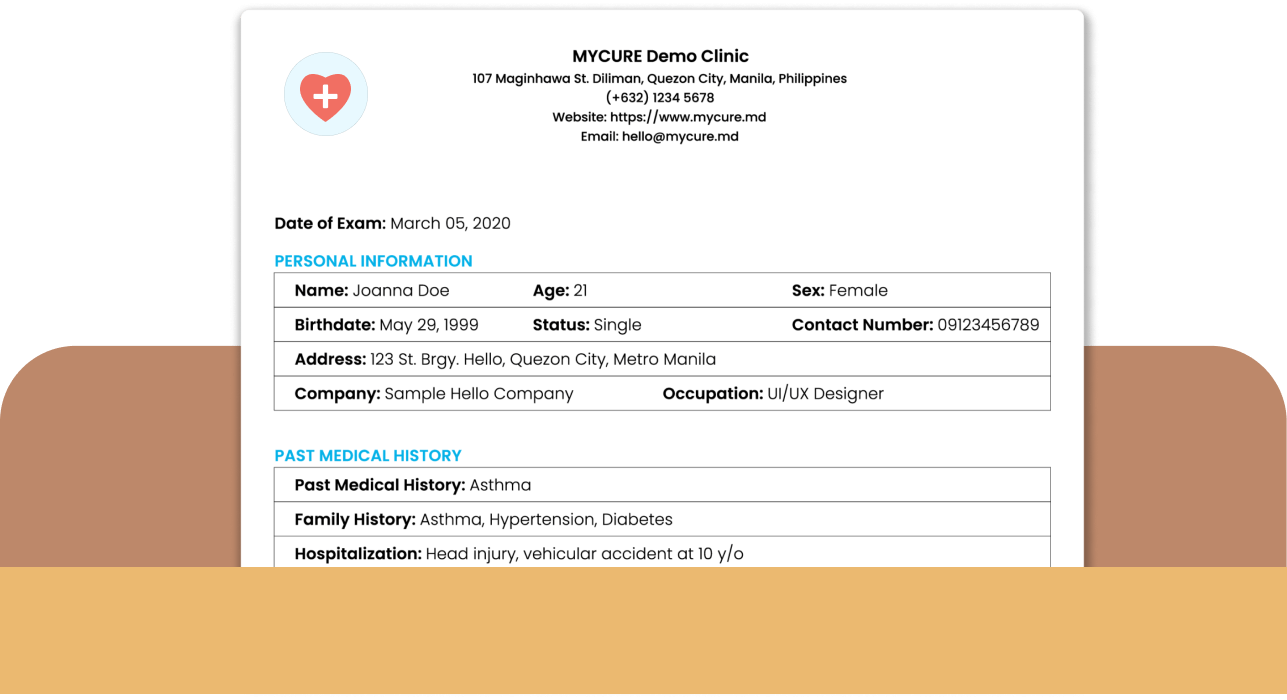 MYCURE Demo Clinic
107 Maginhawa St. Diliman, Quezon City, Manila, Philippines
(+632) 1234 5678
Website: https://www.mycure.md
Email: hello@mycure.md
Date of Exam: March 05, 2020
PERSONAL INFORMATION
Name: Joanna Doe Age: 21 Sex: Female
Birthdate: May 29, 1999 Status: Single Contact Number: 09123456789
Address: 123 St. Brgy. Hello, Quezon City, Metro Manila
Company: Sample Hello Company Occupation: UI/UX Designer
PAST MEDICAL HISTORY
Past Medical History: Asthma
Family History: Asthma, Hypertension, Diabetes
Hospitalization: Head injury, vehicular accident at 10 y/o